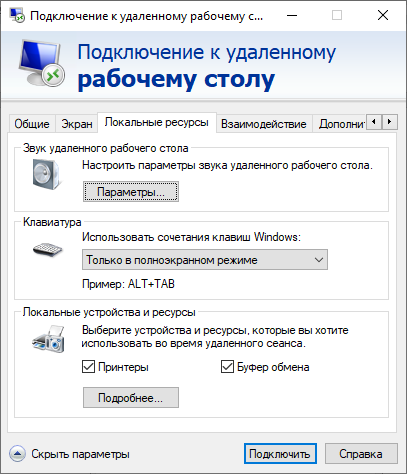 Подключение к удаленному рабочему с...
Подключение к удаленному
рабочему столу
Общие Экран Локальные ресурсы Взаимодействие Дополнит
Звук удаленного рабочего стола
Настроить параметры звука удаленного рабочего стола.
Параметры...
Клавиатура
Использовать сочетания клавиш Windows:
Только в полноэкранном режиме
Пример: ALT+TAB
Локальные устройства и ресурсы
Выберите устройства и ресурсы, которые вы хотите
использовать во время удаленного сеанса.
Принтеры Буфер обмена
Подробнее...
Скрыть параметры Подключить Справка